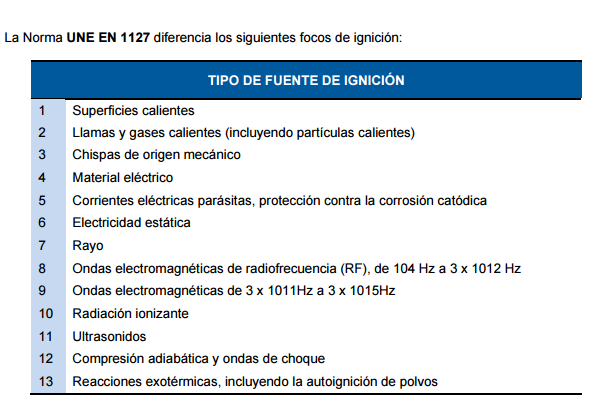 La Norma UNE EN 1127 diferencia los siguientes focos de ignición:
TIPO DE FUENTE DE IGNICIÓN
1 Superficies calientes
2 Llamas y gases calientes (incluyendo partículas calientes)
3 Chispas de origen mecánico
4 Material eléctrico
5 Corrientes eléctricas parásitas, protección contra la corrosión catódica
6 Electricidad estática
7 Rayo
8 Ondas electromagnéticas de radiofrecuencia (RF), de 104 Hz a 3 x 1012 Hz
9 Ondas electromagnéticas de 3 x 1011Hz a 3 x 1015Hz
10 Radiación ionizante
11 Ultrasonidos
12 Compresión adiabática y ondas de choque
13 Reacciones exotérmicas, incluyendo la autoignición de polvos